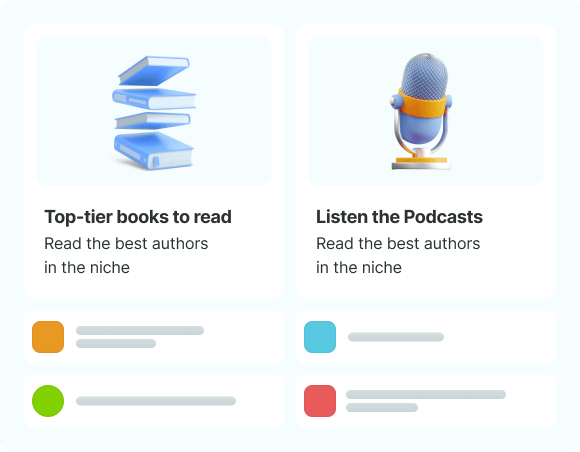 Top-tier books to read
Read the best authors
in the niche
Listen the Podcasts
Read the best authors
in the niche